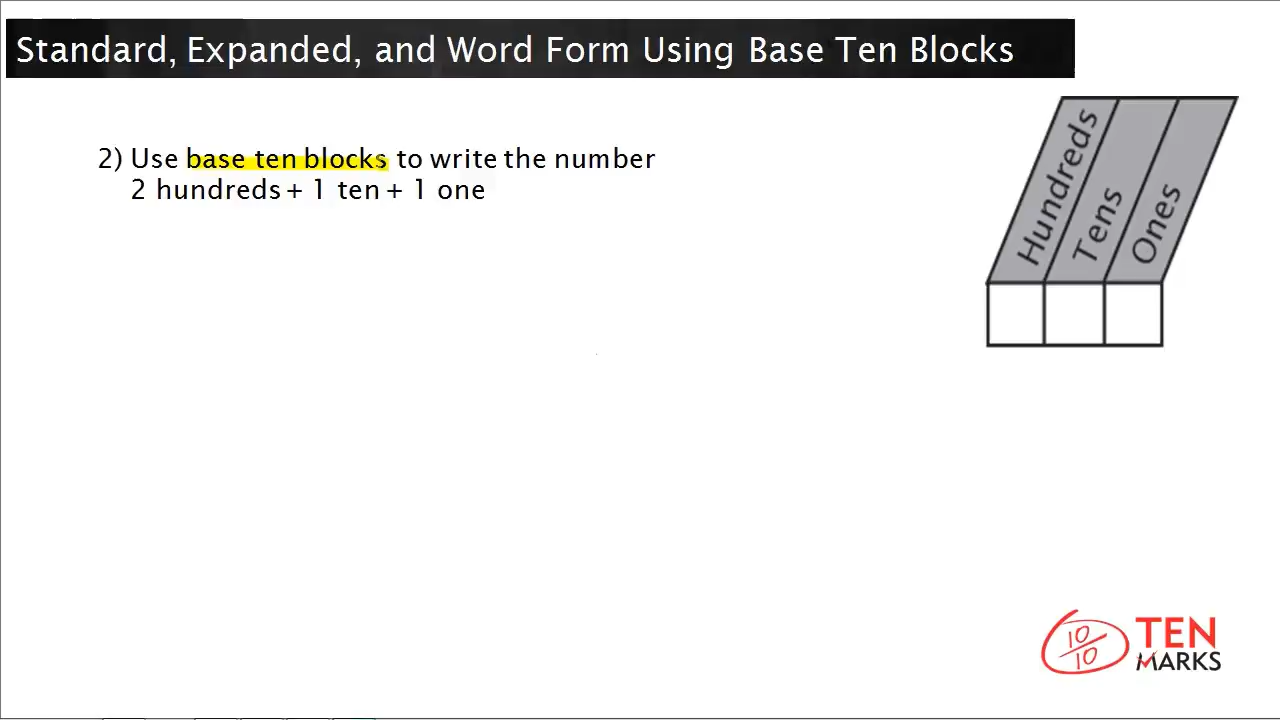 Standard, Expanded, and Word Form Using Base Ten Blocks
2) Use base ten blocks to write the number
2 hundreds + 1 ten + 1 one
Hundreds
Tens
Ones
10
10
TEN
MARKS